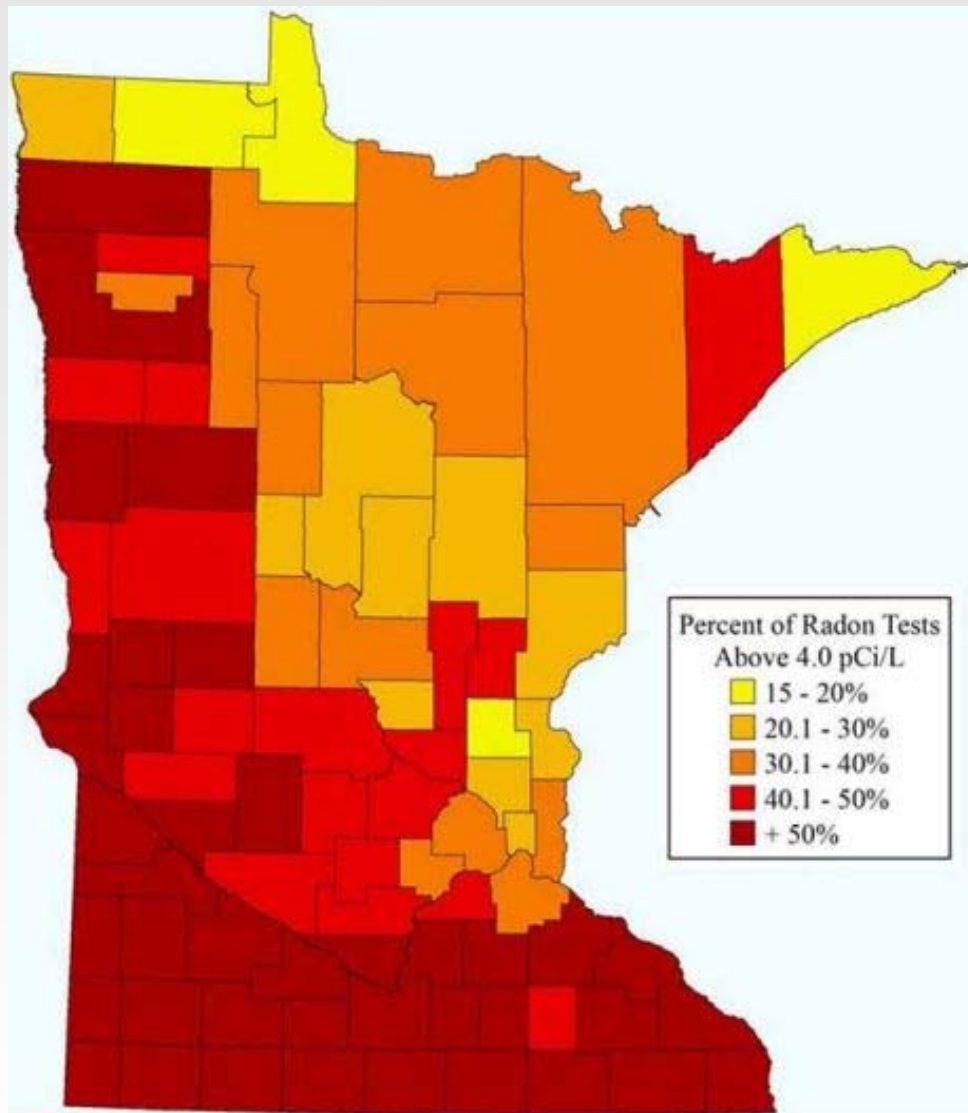 Percent of Radon Tests
Above 4.0 pCi/L
15 - 20%
20.1 - 30%
30.1 - 40%
40.1 - 50%
+ 50%